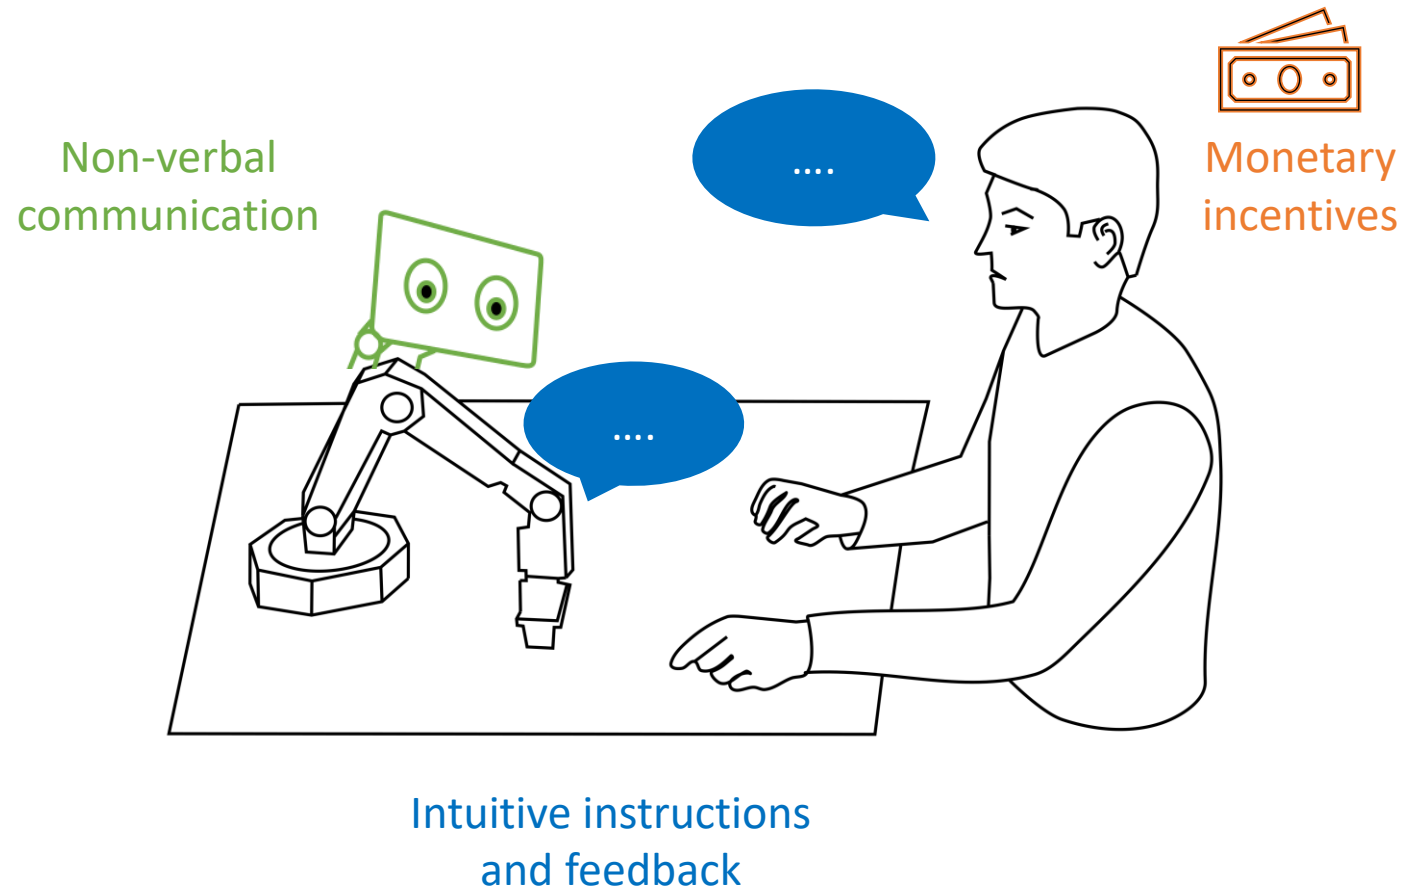 Non-verbal
communication
....
Monetary
incentives
....
Intuitive instructions
and feedback